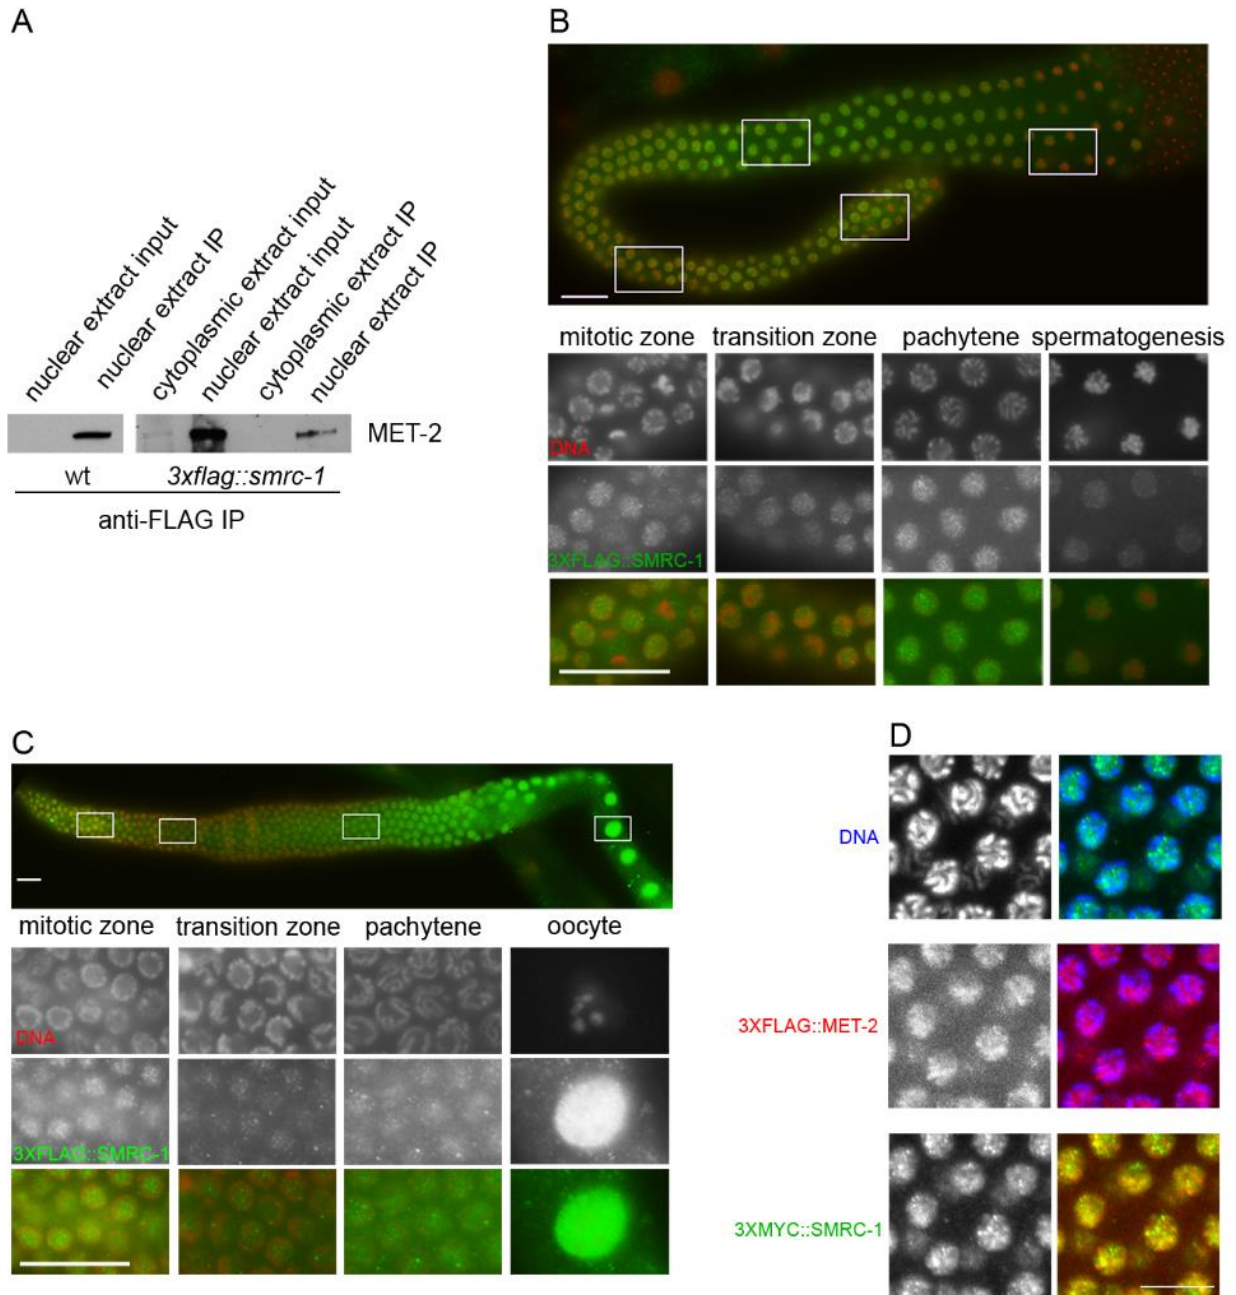 A
nuclear extract input
nuclear extract IP
cytoplasmic extract input
nuclear extract input
cytoplasmic extract IP
nuclear extract IP
MET-2
wt 3xflag::smrc-1
anti-FLAG IP
B
mitotic zone transition zone pachytene spermatogenesis
DNA
3XFLAG::SMRC-1
C
mitotic zone transition zone pachytene oocyte
DNA
3XFLAG::SMRC-1
D
DNA
3XFLAG::MET-2
3XMYC::SMRC-1